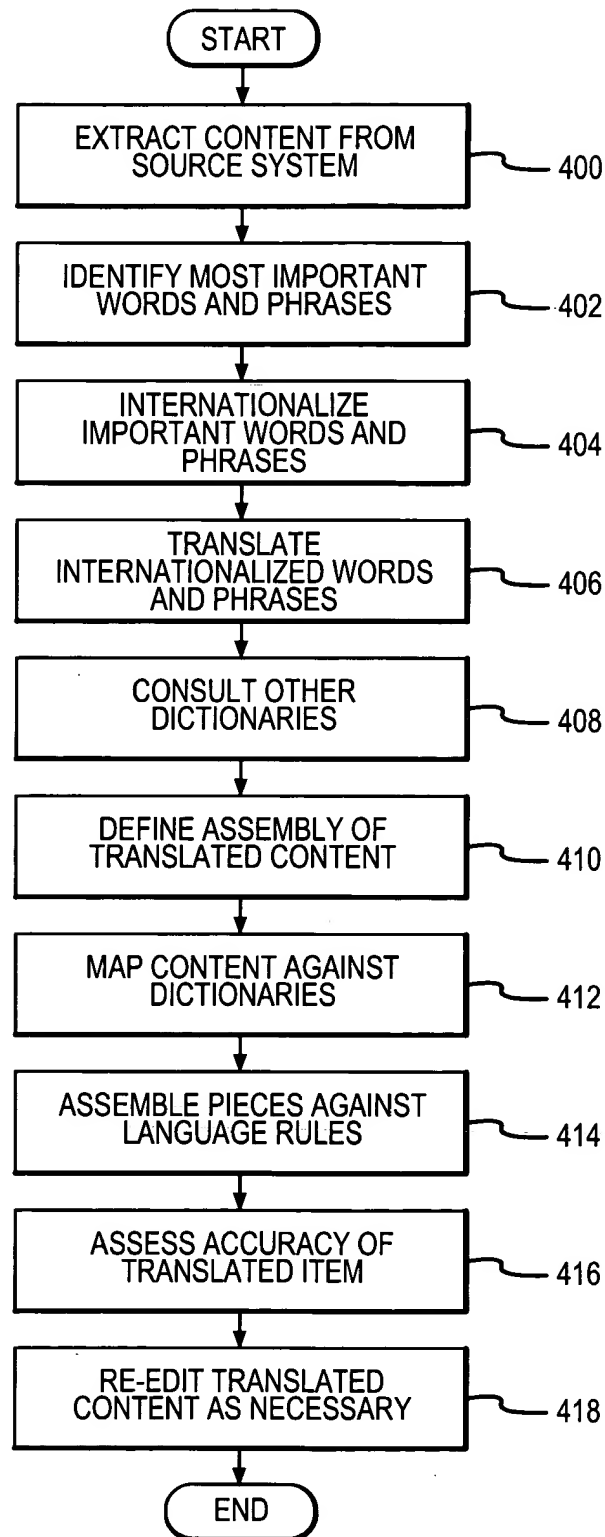 START
EXTRACT CONTENT FROM
SOURCE SYSTEM
400
IDENTIFY MOST IMPORTANT
WORDS AND PHRASES
402
INTERNATIONALIZE
IMPORTANT WORDS AND
PHRASES
404
TRANSLATE
INTERNATIONALIZED WORDS
AND PHRASES
406
CONSULT OTHER
DICTIONARIES
408
DEFINE ASSEMBLY OF
TRANSLATED CONTENT
410
MAP CONTENT AGAINST
DICTIONARIES
412
ASSEMBLE PIECES AGAINST
LANGUAGE RULES
414
ASSESS ACCURACY OF
TRANSLATED ITEM
416
RE-EDIT TRANSLATED
CONTENT AS NECESSARY
418
END